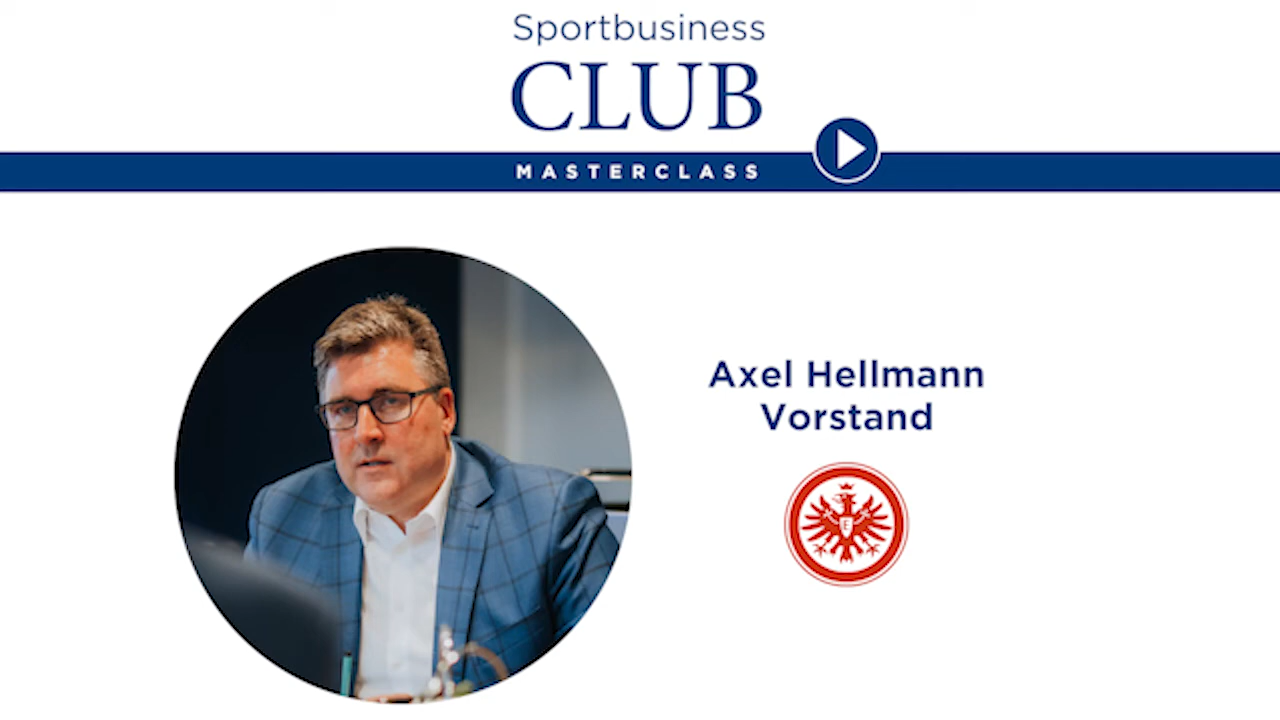 Sportbusiness
CLUB
MASTERCLASS
Axel Hellmann
Vorstand
E